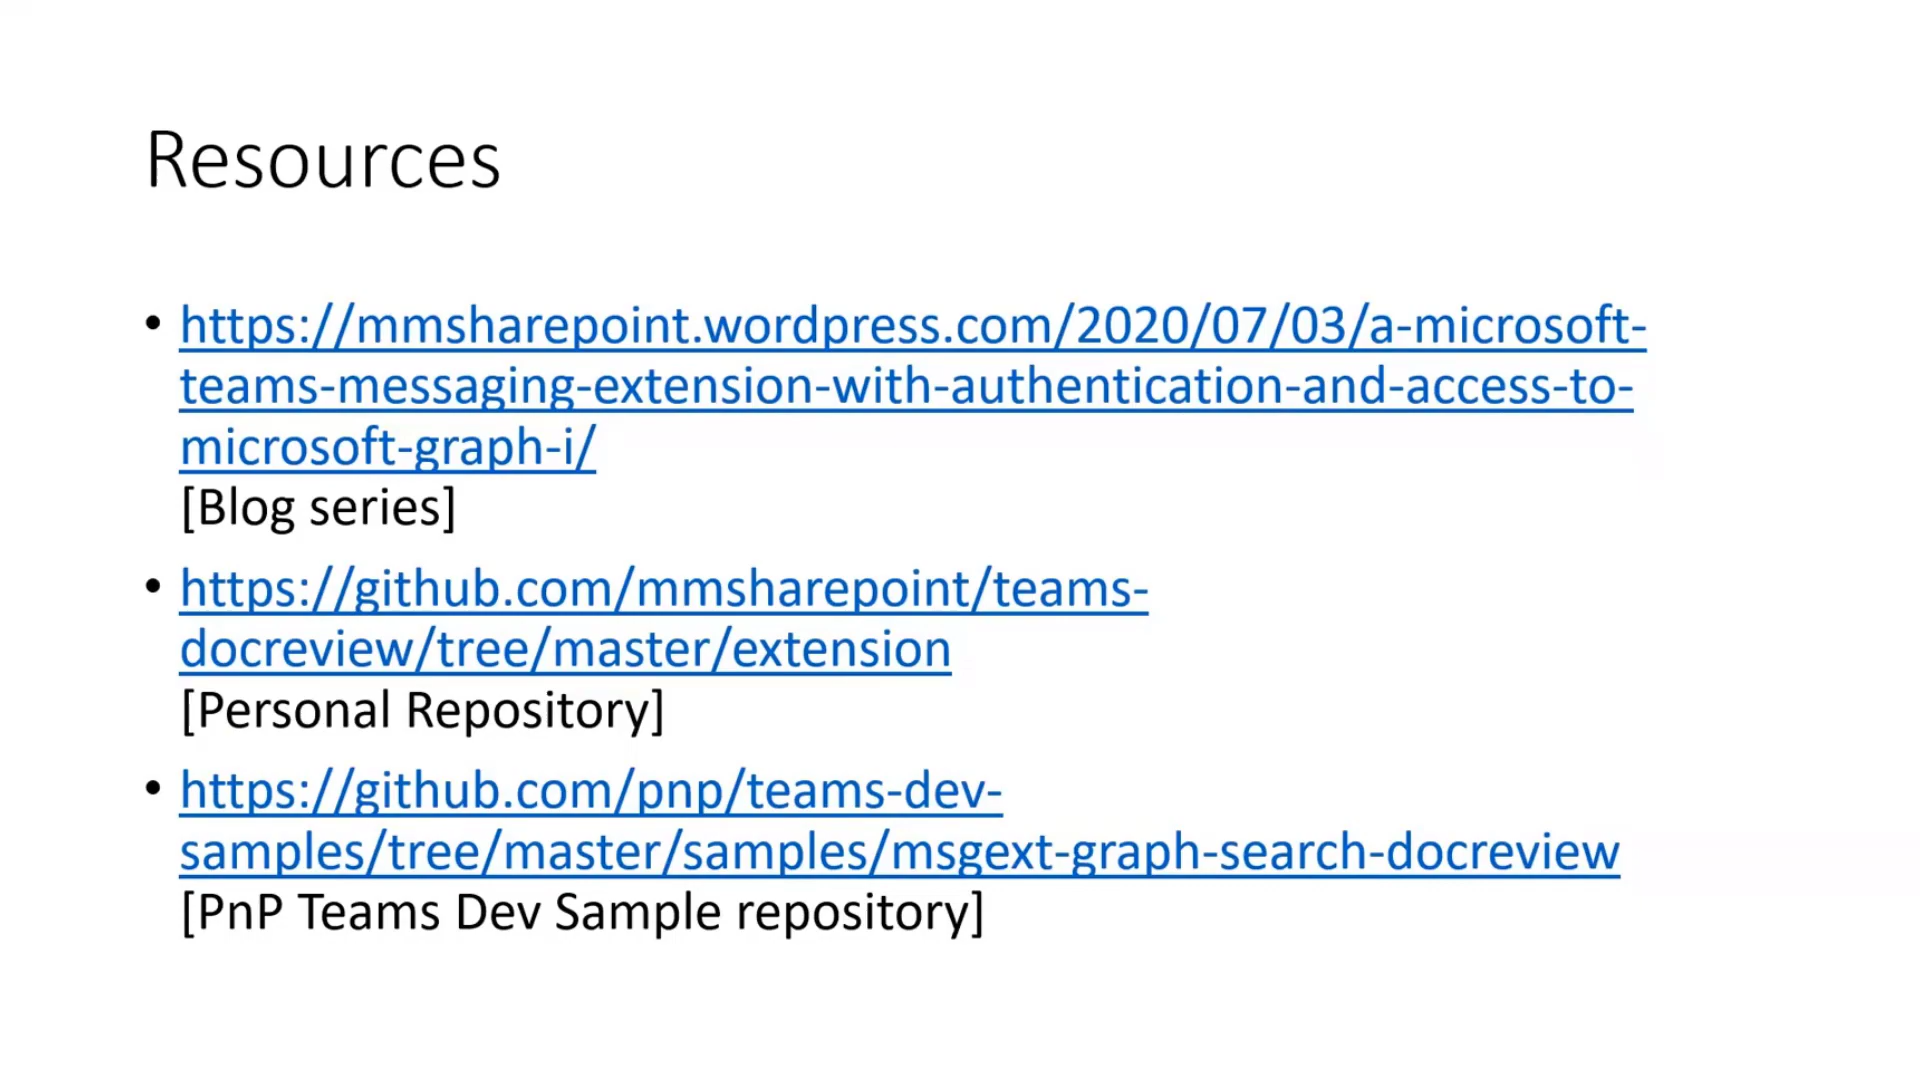 Resources
• https://mmsharepoint.wordpress.com/2020/07/03/a-microsoft-
teams-messaging-extension-with-authentication-and-access-to-
microsoft-graph-i/
[Blog series]
• https://github.com/mmsharepoint/teams-
docreview/tree/master/extension
[Personal Repository]
• https://github.com/pnp/teams-dev-
samples/tree/master/samples/msgext-graph-search-docreview
[PnP Teams Dev Sample repository]